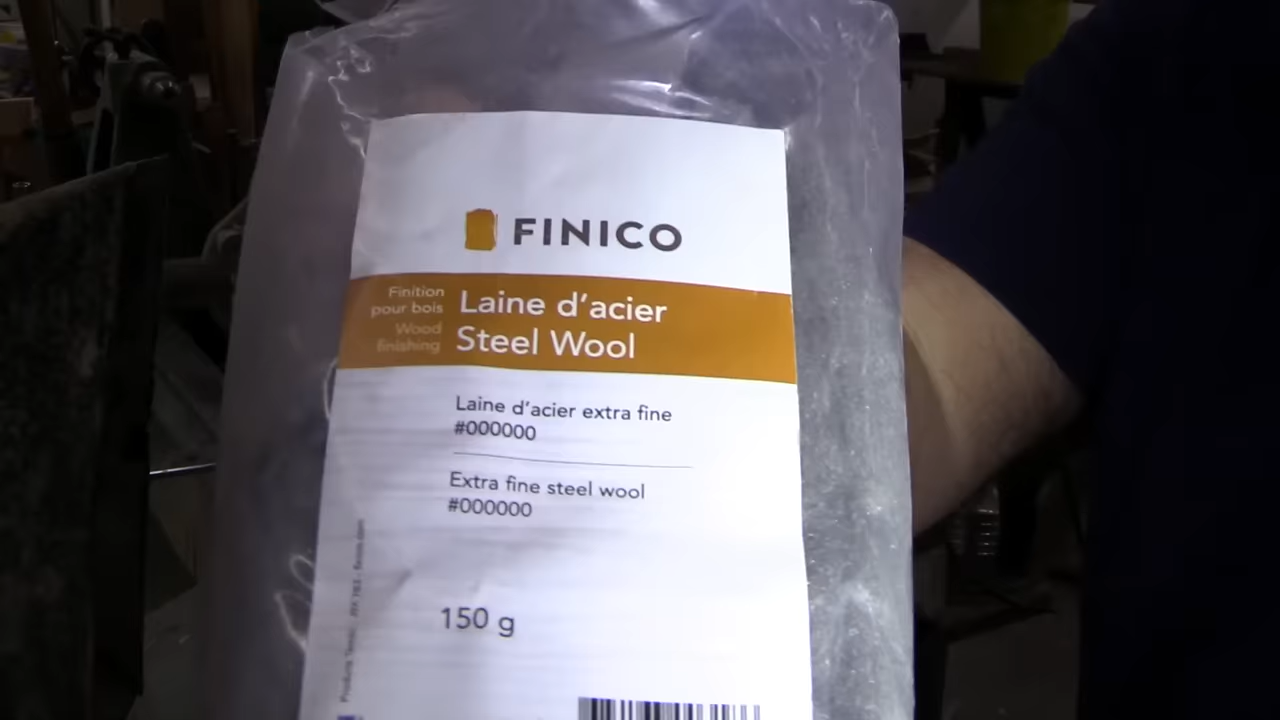 FINICO
Finition
pour bois
Wood
finishing
Laine d'acier
Steel Wool
Laine d'acier extra fine
#000000
Extra fine steel wool
#000000
150 g